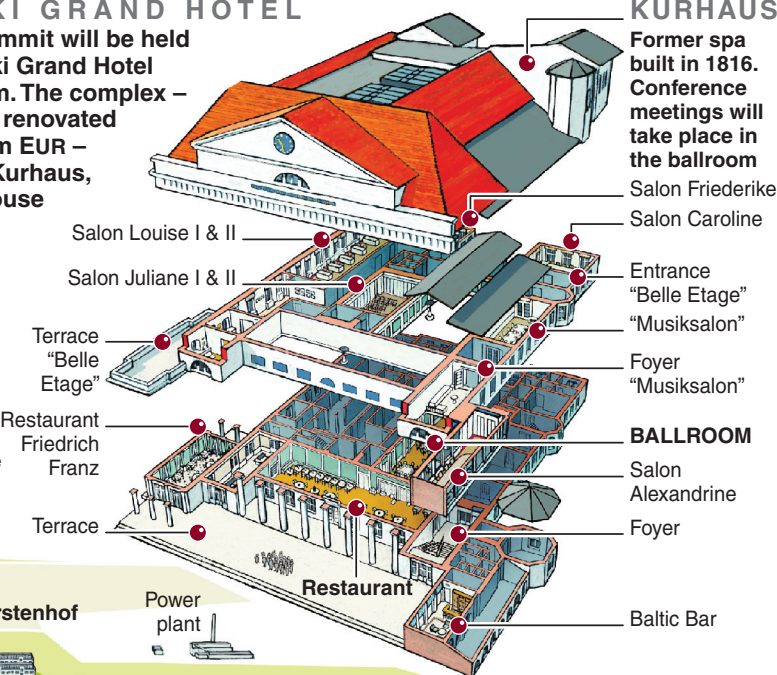 KI GRAND HOTEL
mmit will be held
ki Grand Hotel
m. The complex –
renovated
m EUR –
Kurhaus,
ouse
KURHAUS
Former spa
built in 1816.
Conference
meetings will
take place in
the ballroom
Salon Friederike
Salon Caroline
Entrance
“Belle Etage”
“Musiksalon”
Foyer
“Musiksalon”
BALLROOM
Salon
Alexandrine
Foyer
Baltic Bar
Salon Louise I & II
Salon Juliane I & II
Terrace
“Belle
Etage”
Restaurant
Friedrich
Franz
Terrace
Restaurant
rstenhof
Power
plant